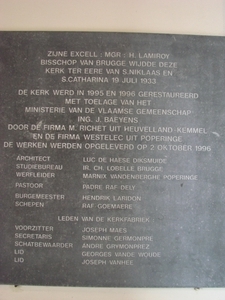 ZIJNE EXCELL : MGR : H. LAMIROY
BISSCHOP VAN BRUGGE WIJDDE DEZE
KERK TER EERE VAN S.NIKLAAS EN
S.CATHARINA 19 JULI 1933
DE KERK WERD IN 1995 EN 1996 GERESTAUREERD
MET TOELAGE VAN HET
MINISTERIE VAN DE VLAAMSE GEMEENSCHAP
ING. J. BAEYENS
DOOR DE FIRMA M. RICHET UIT HEUVELLAND-KEMMEL
EN DE FIRMA WESTELEC UIT POPERINGE
DE WERKEN WERDEN OPGELEVERD OP 2 OKTOBER 1996
ARCHITECT LUC DE HAESE DIKSMUIDE
STUDIEBUREAU IR. CH. LOBELLE BRUGGE
WERFLEIDER MARNIX VANDENBERGHE POPERINGE
PASTOOR PADRE RAF DELY
BURGEMEESTER HENDRIK LARIDON
SCHEPEN RAF GOEMAERE
LEDEN VAN DE KERKFABRIEK
VOORZITTER JOSEPH MAES
SECRETARIS SIMONNE GERMONPRE
SCHATBEWAARDER ANDRE GRYMONPREZ
LID GEORGES VANDE WOUDE
LID JOSEPH VANHEE